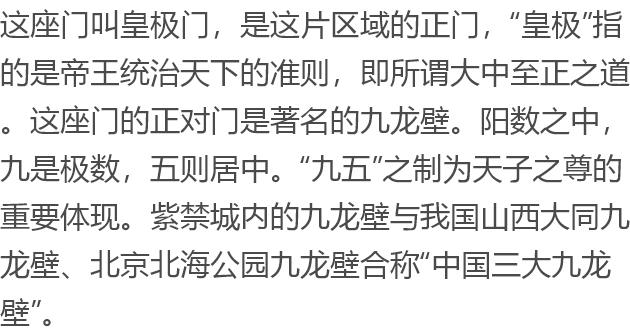 这座门叫皇极门，是这片区域的正门，“皇极”指
的是帝王统治天下的准则，即所谓大中至正之道
。这座门的正对门是著名的九龙壁。阳数之中，
九是极数，五则居中。“九五”之制为天子之尊的
重要体现。紫禁城内的九龙壁与我国山西大同九
龙壁、北京北海公园九龙壁合称“中国三大九龙
壁”。